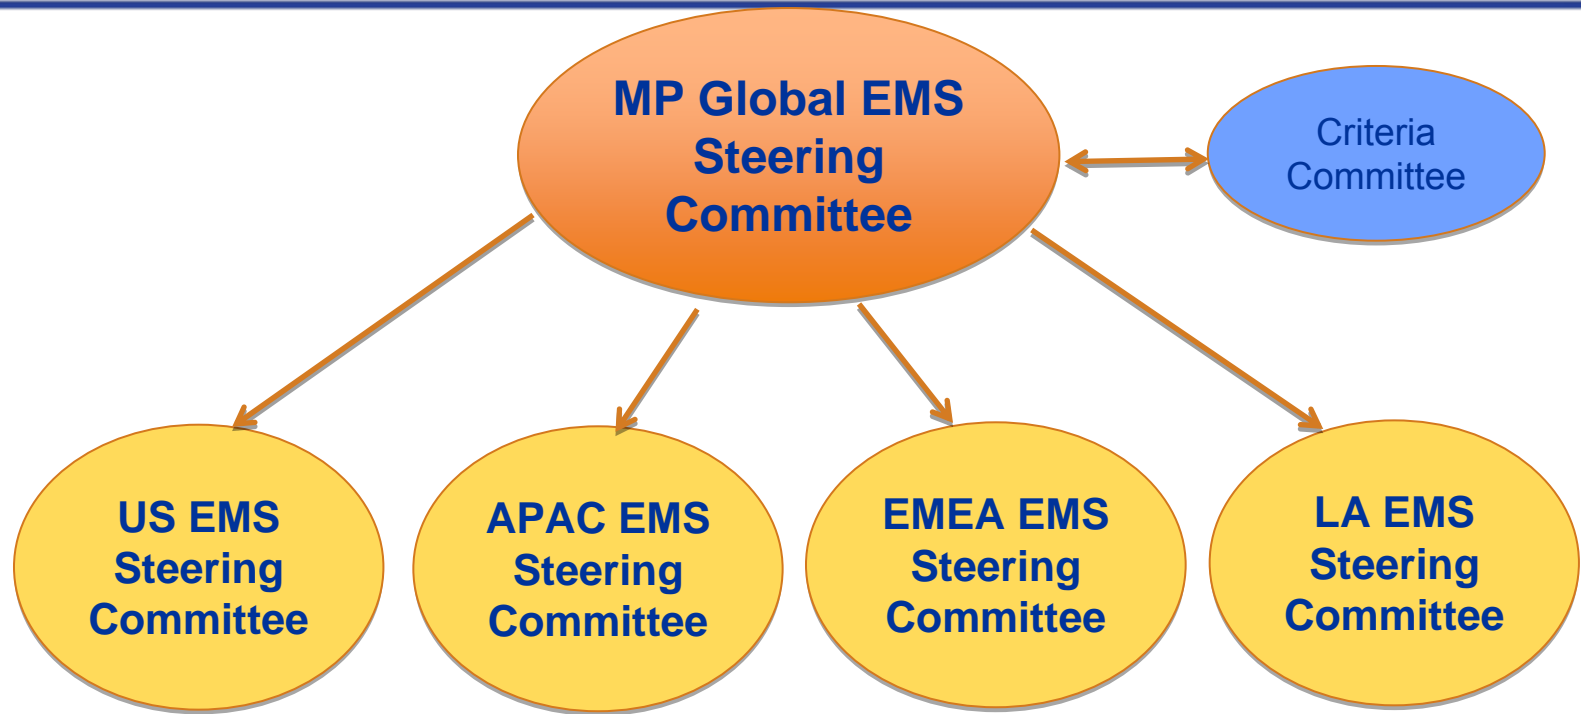 MP Global EMS
Steering
Committee
Criteria
Committee
US EMS
Steering
Committee
APAC EMS
Steering
Committee
EMEA EMS
Steering
Committee
LA EMS
Steering
Committee